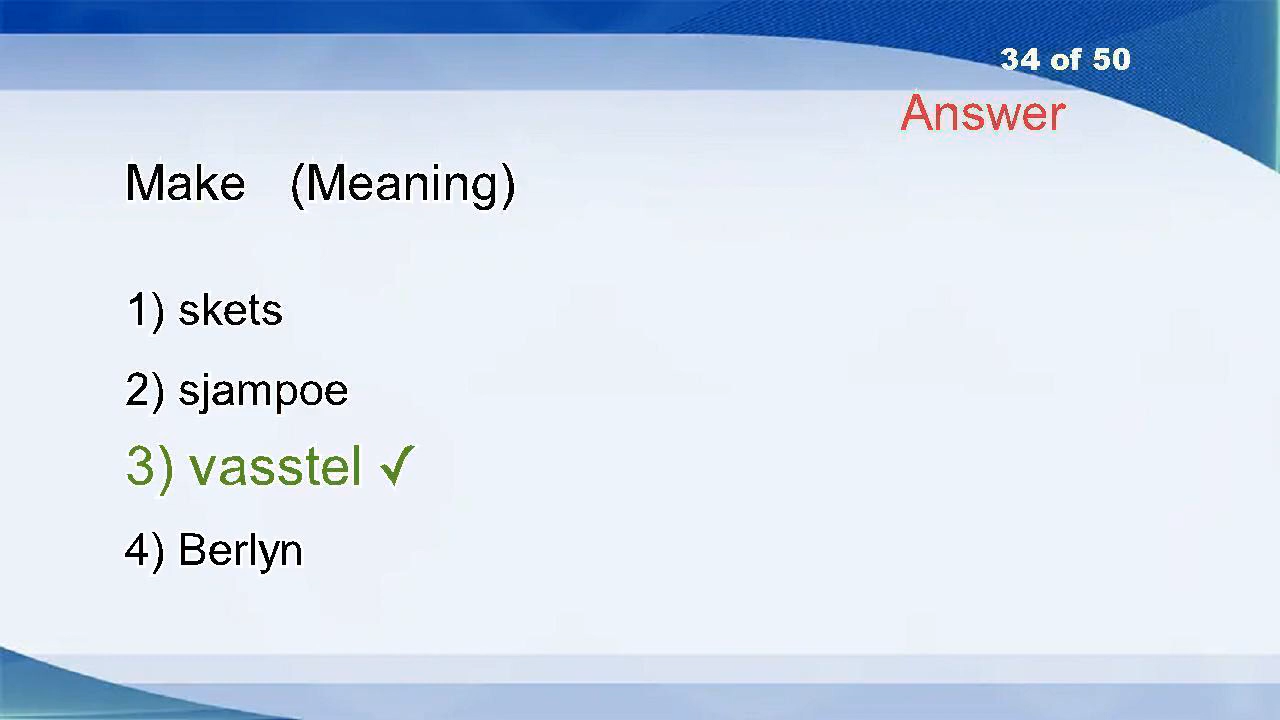 34 of 50
Answer
Make (Meaning)
1) skets
2) sjampoe
3) vasstel ✓
4) Berlyn